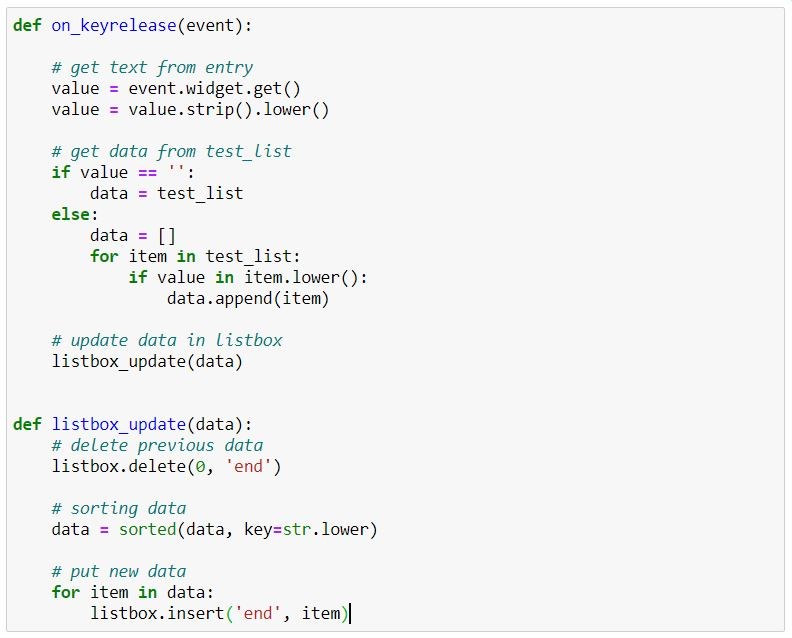 def on_keyrelease(event):

    # get text from entry
    value = event.widget.get()
    value = value.strip().lower()

    # get data from test_list
    if value == '':
        data = test_list
    else:
        data = []
        for item in test_list:
            if value in item.lower():
                data.append(item)

    # update data in listbox
    listbox_update(data)


def listbox_update(data):
    # delete previous data
    listbox.delete(0, 'end')

    # sorting data
    data = sorted(data, key=str.lower)

    # put new data
    for item in data:
        listbox.insert('end', item)